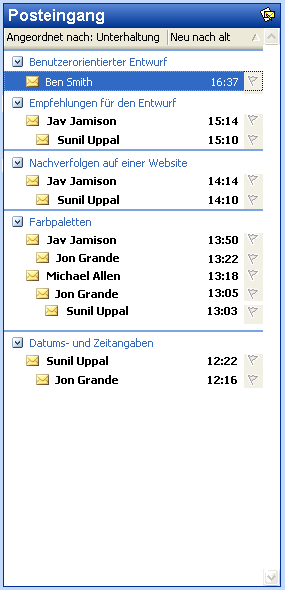 Posteingang
Angeordnet nach: Unterhaltung Neu nach alt
Benutzerorientierter Entwurf
Ben Smith 16:37
Empfehlungen für den Entwurf
Jav Jamison 15:14
Sunil Uppal 15:10
Nachverfolgen auf einer Website
Jav Jamison 14:14
Sunil Uppal 14:10
Farbpaletten
Jav Jamison 13:50
Jon Grande 13:22
Michael Allen 13:18
Jon Grande 13:05
Sunil Uppal 13:03
Datums- und Zeitangaben
Sunil Uppal 12:22
Jon Grande 12:16